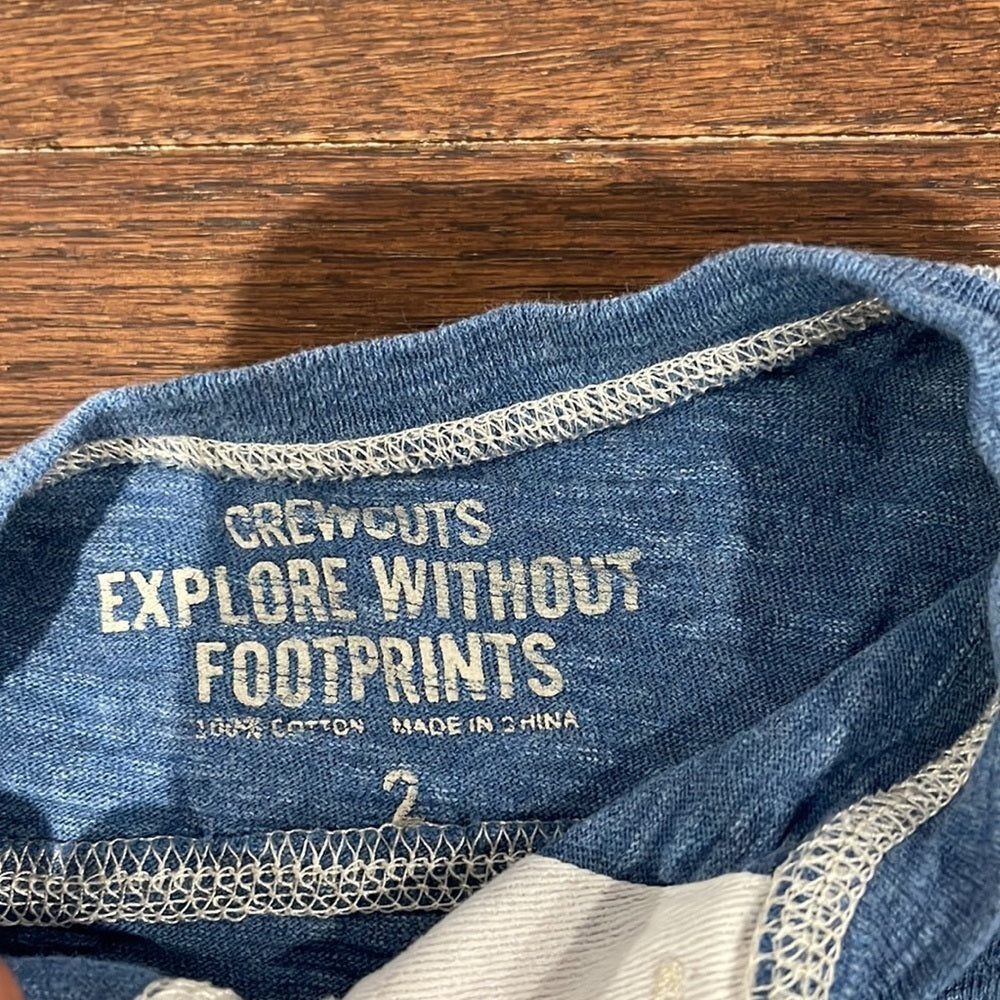 CREWCUTS
EXPLORE WITHOUT
FOOTPRINTS
100% COTTON MADE IN CHINA
2